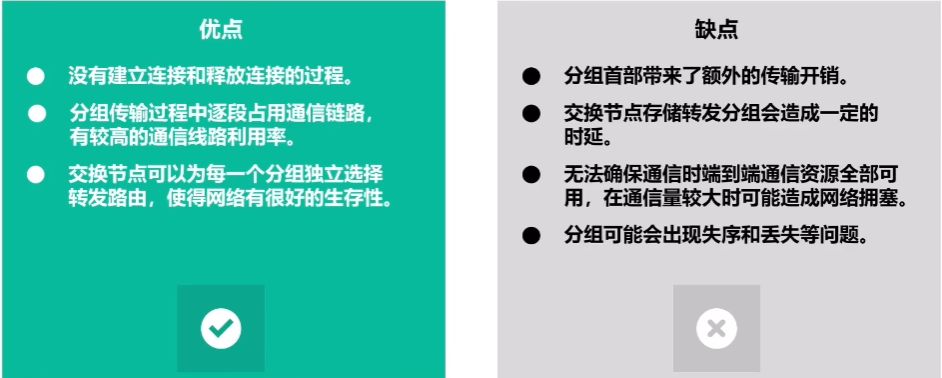 优点
没有建立连接和释放连接的过程。
分组传输过程中逐段占用通信链路，
有较高的通信线路利用率。
交换节点可以为每一个分组独立选择
转发路由，使得网络有很好的生存性。
缺点
分组首部带来了额外的传输开销。
交换节点存储转发分组会造成一定的
时延。
无法确保通信时端到端通信资源全部可
用，在通信量较大时可能造成网络拥塞。
分组可能会出现失序和丢失等问题。